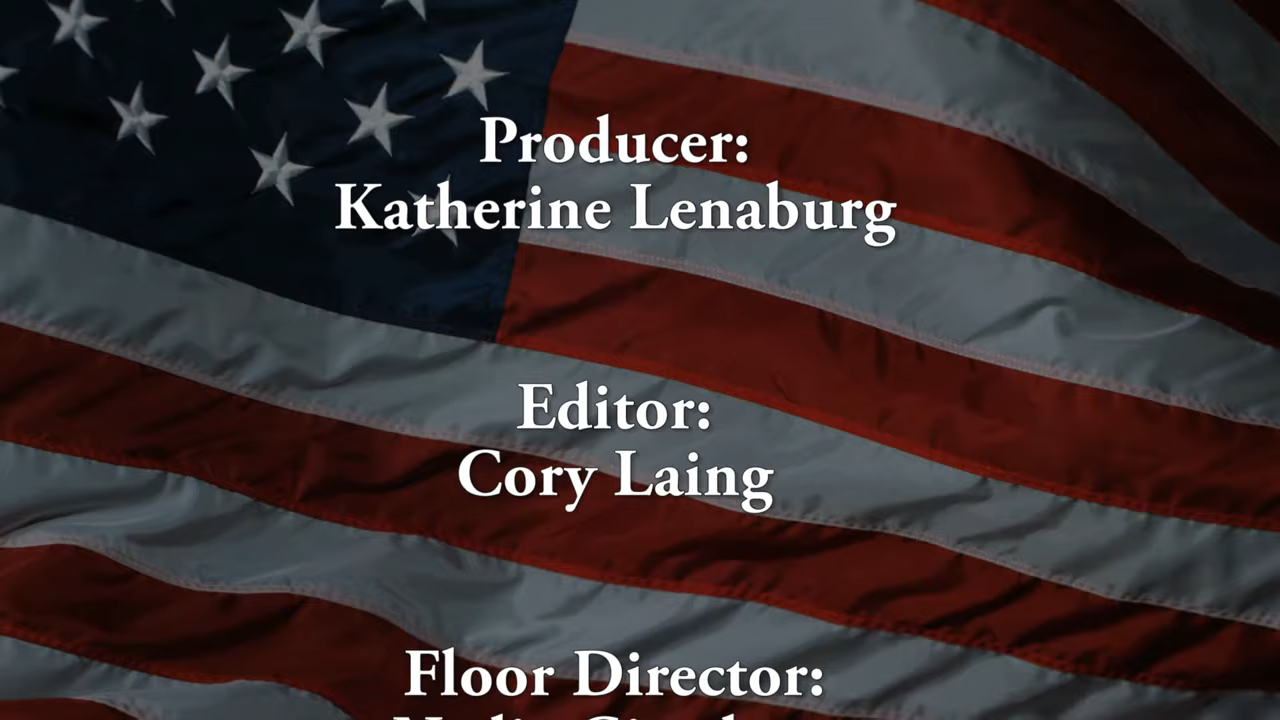 Producer:
Katherine Lenaburg
Editor:
Cory Laing
Floor Director: